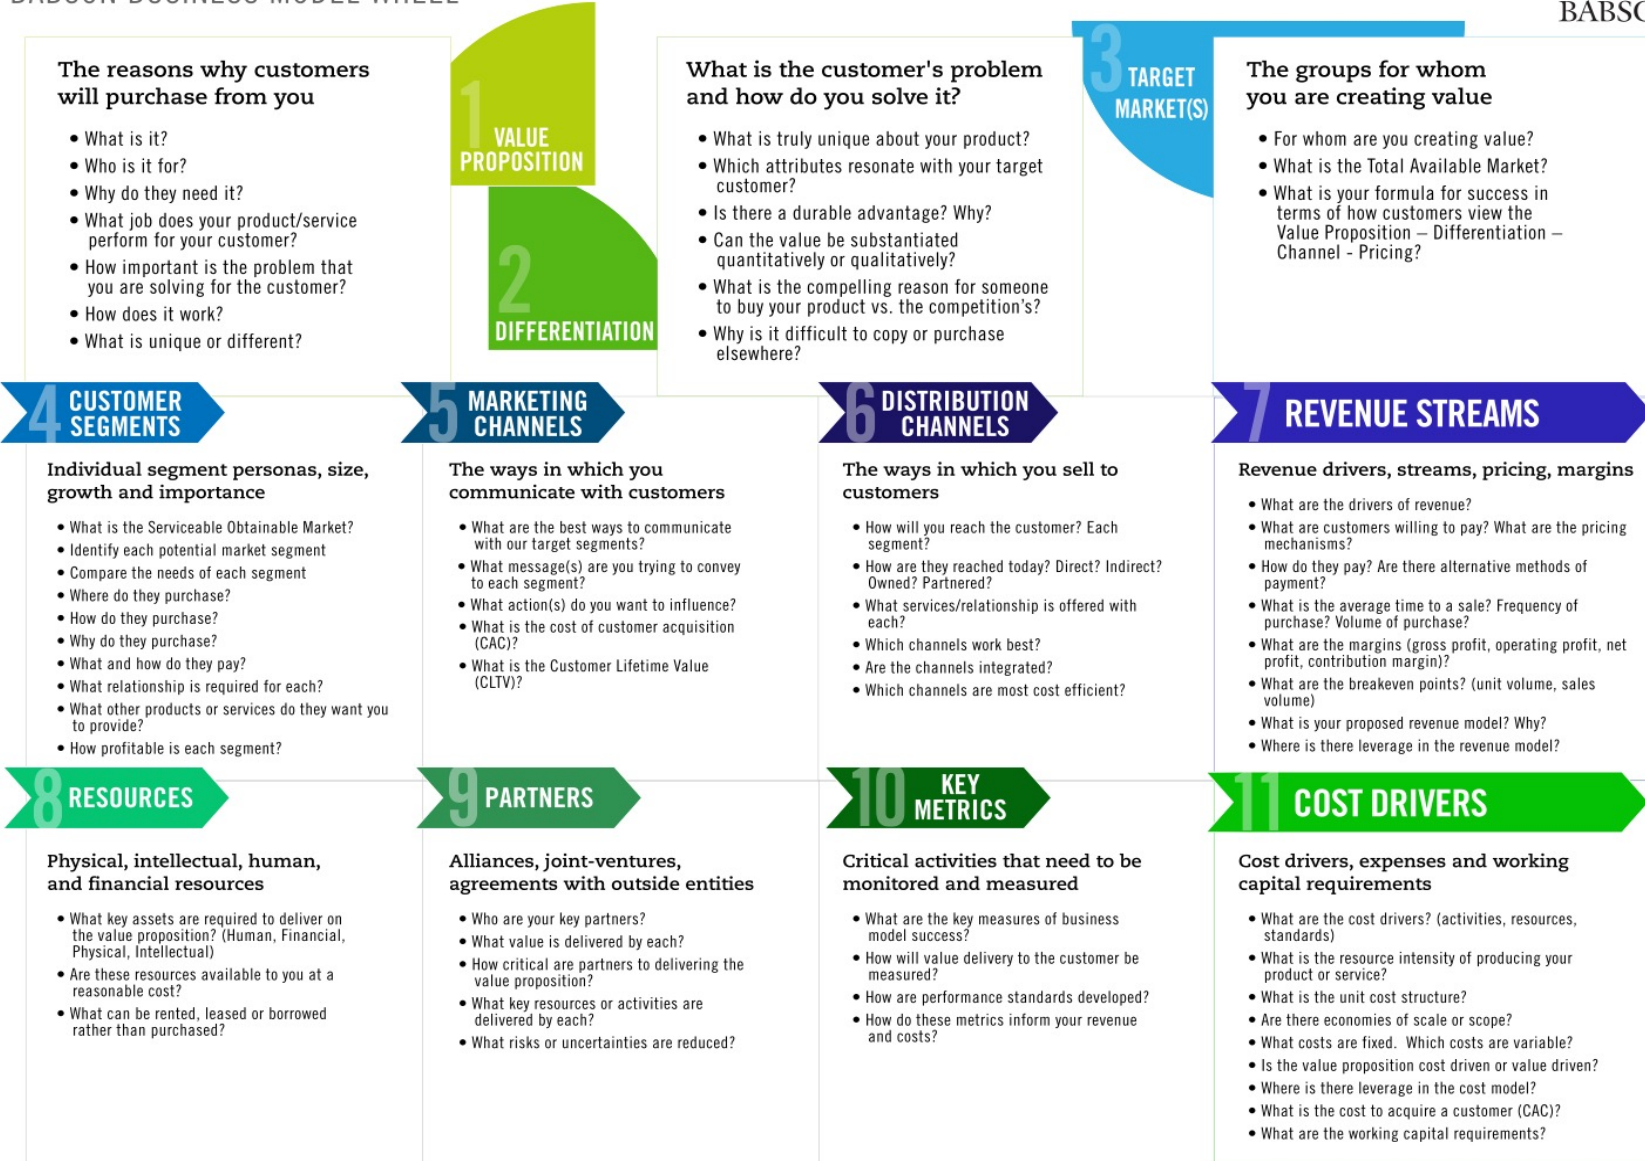 BABSON BUSINESS MODEL WHEEL
The reasons why customers
will purchase from you
• What is it?
• Who is it for?
• Why do they need it?
• What job does your product/service
perform for your customer?
• How important is the problem that
you are solving for the customer?
• How does it work?
• What is unique or different?
1
VALUE
PROPOSITION
2
DIFFERENTIATION
What is the customer's problem
and how do you solve it?
• What is truly unique about your product?
• Which attributes resonate with your target
customer?
• Is there a durable advantage? Why?
• Can the value be substantiated
quantitatively or qualitatively?
• What is the compelling reason for someone
to buy your product vs. the competition's?
• Why is it difficult to copy or purchase
elsewhere?
3
TARGET
MARKET(S)
BABSO
The groups for whom
you are creating value
• For whom are you creating value?
• What is the Total Available Market?
• What is your formula for success in
terms of how customers view the
Value Proposition – Differentiation –
Channel - Pricing?
4
CUSTOMER
SEGMENTS
Individual segment personas, size,
growth and importance
• What is the Serviceable Obtainable Market?
• Identify each potential market segment
• Compare the needs of each segment
• Where do they purchase?
• How do they purchase?
• Why do they purchase?
• What and how do they pay?
• What relationship is required for each?
• What other products or services do they want you
to provide?
• How profitable is each segment?
5
MARKETING
CHANNELS
The ways in which you
communicate with customers
• What are the best ways to communicate
with our target segments?
• What message(s) are you trying to convey
to each segment?
• What action(s) do you want to influence?
• What is the cost of customer acquisition
(CAC)?
• What is the Customer Lifetime Value
(CLTV)?
6
DISTRIBUTION
CHANNELS
The ways in which you sell to
customers
• How will you reach the customer? Each
segment?
• How are they reached today? Direct? Indirect?
Owned? Partnered?
• What services/relationship is offered with
each?
• Which channels work best?
• Are the channels integrated?
• Which channels are most cost efficient?
7
REVENUE STREAMS
Revenue drivers, streams, pricing, margins
• What are the drivers of revenue?
• What are customers willing to pay? What are the pricing
mechanisms?
• How do they pay? Are there alternative methods of
payment?
• What is the average time to a sale? Frequency of
purchase? Volume of purchase?
• What are the margins (gross profit, operating profit, net
profit, contribution margin)?
• What are the breakeven points? (unit volume, sales
volume)
• What is your proposed revenue model? Why?
• Where is there leverage in the revenue model?
8
RESOURCES
Physical, intellectual, human,
and financial resources
• What key assets are required to deliver on
the value proposition? (Human, Financial,
Physical, Intellectual)
• Are these resources available to you at a
reasonable cost?
• What can be rented, leased or borrowed
rather than purchased?
9
PARTNERS
Alliances, joint-ventures,
agreements with outside entities
• Who are your key partners?
• What value is delivered by each?
• How critical are partners to delivering the
value proposition?
• What key resources or activities are
delivered by each?
• What risks or uncertainties are reduced?
10
KEY
METRICS
Critical activities that need to be
monitored and measured
• What are the key measures of business
model success?
• How will value delivery to the customer be
measured?
• How are performance standards developed?
• How do these metrics inform your revenue
and costs?
11
COST DRIVERS
Cost drivers, expenses and working
capital requirements
• What are the cost drivers? (activities, resources,
standards)
• What is the resource intensity of producing your
product or service?
• What is the unit cost structure?
• Are there economies of scale or scope?
• What costs are fixed. Which costs are variable?
• Is the value proposition cost driven or value driven?
• Where is there leverage in the cost model?
• What is the cost to acquire a customer (CAC)?
• What are the working capital requirements?